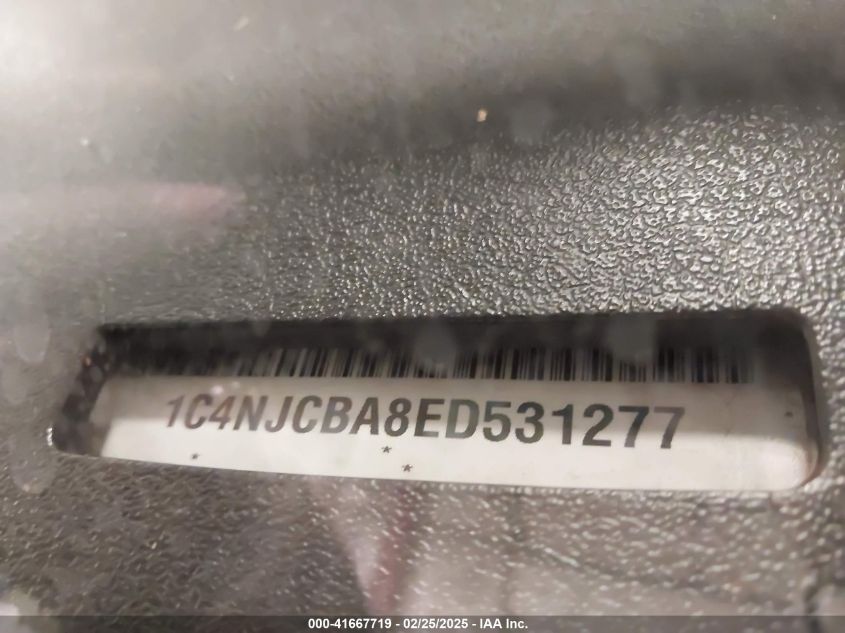 1C4NJCBA8ED531277
* * *
000-41667719 - 02/25/2025 - IAA Inc.